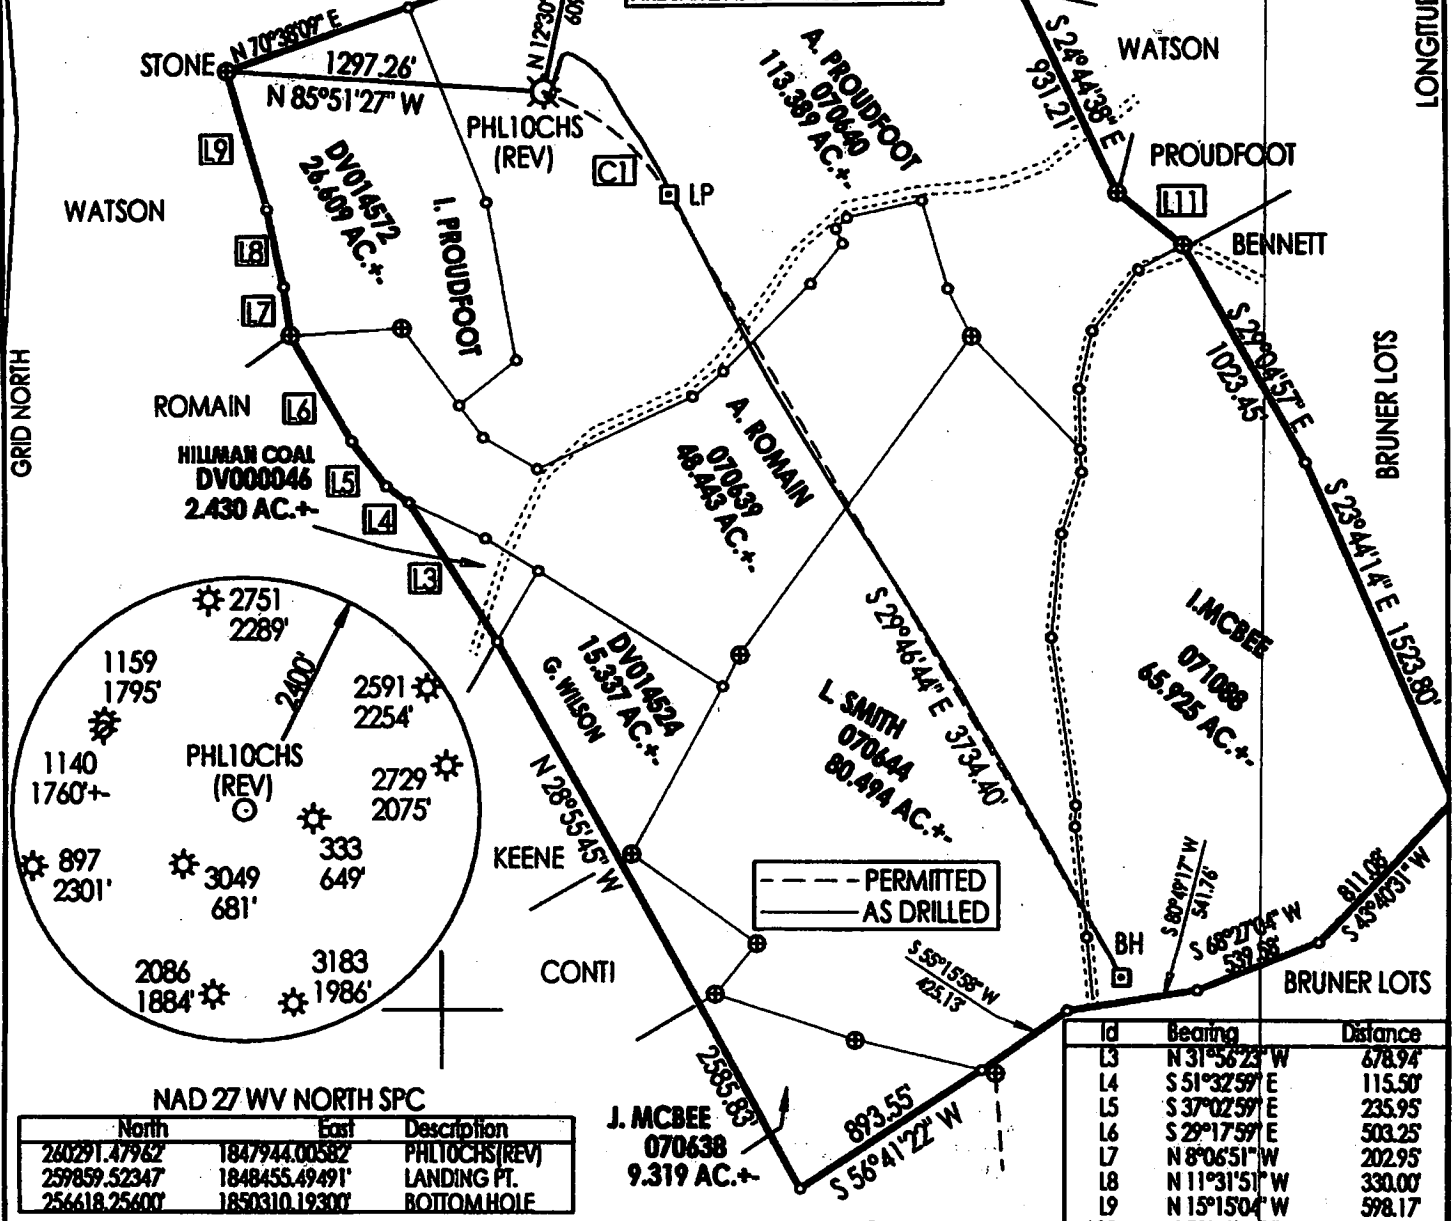 N 70°38'09" E
STONE
1297.26'
N 85°51'27" W
N 12°30'
609
PHL10CHS
(REV)
C1
LP
A. PROUDFOOT
070640
113.389 AC.+-
S 24°44'38" E
931.21'
WATSON
LONGITUD
PROUDFOOT
L11
BENNETT
L9
WATSON
L8
L7
DV014572
26.609 AC.+-
I. PROUDFOOT
GRID NORTH
ROMAIN
L6
HILLMAN COAL
DV000046
2.430 AC.+-
L5
L4
L3
A. ROMAIN
070639
48.443 AC.+-
S 29°04'57" E
1023.45'
BRUNER LOTS
S 23°44'14" E 1523.80'
I.MCBEE
071088
65.925 AC.+-
S 29°46'44" E 3734.40'
L. SMITH
070644
80.494 AC.+-
DV014524
15.337 AC.+-
G. WILSON
N 28°55'45" W
2585.83'
KEENE
CONTI
2751
2289'
1159
1795'
2400'
2591
2254'
1140
1760'+-
PHL10CHS
(REV)
2729
2075'
333
649'
897
2301'
3049
681'
2086
1884'
3183
1986'
PERMITTED
AS DRILLED
BH
S 80°49'17" W
541.76'
S 68°27'04" W
539.58'
811.08'
S 43°40'31" W
BRUNER LOTS
S 55°15'58" W
425.13'
893.55'
S 56°41'22" W
J. MCBEE
070638
9.319 AC.+-
NAD 27 WV NORTH SPC
North East Description
260291.47962' 1847944.00582' PHL10CHS(REV)
259859.52347' 1848455.49491' LANDING PT.
256618.25600' 1850310.19300' BOTTOM HOLE
Id Bearing Distance
L3 N 31°56'23" W 678.94'
L4 S 51°32'59" E 115.50'
L5 S 37°02'59" E 235.95'
L6 S 29°17'59" E 503.25'
L7 N 8°06'51" W 202.95'
L8 N 11°31'51" W 330.00'
L9 N 15°15'04" W 598.17'